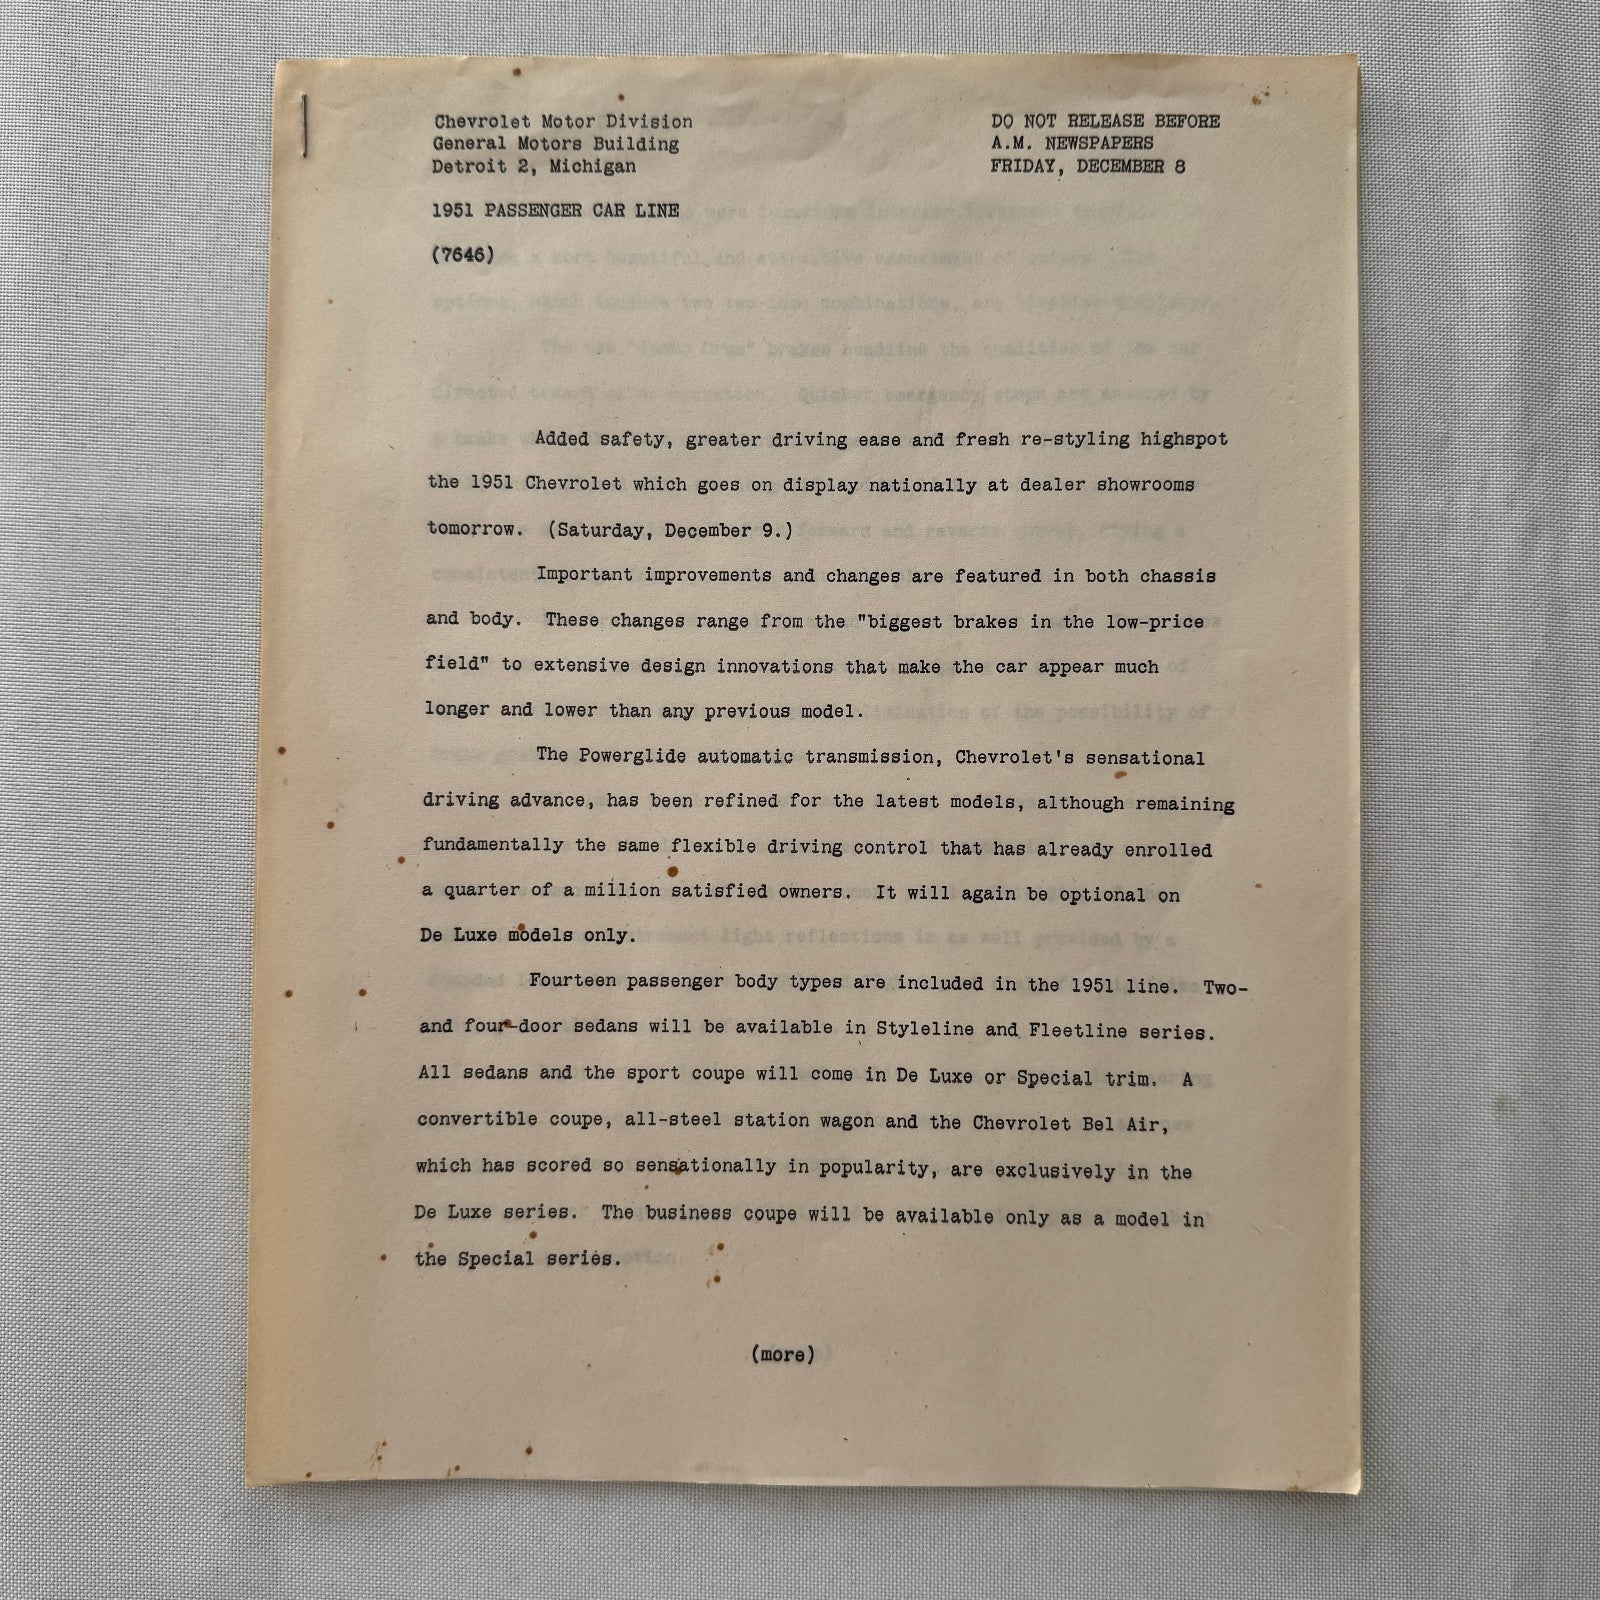 Chevrolet Motor Division
General Motors Building
Detroit 2, Michigan
DO NOT RELEASE BEFORE
A.M. NEWSPAPERS
FRIDAY, DECEMBER 8
1951 PASSENGER CAR LINE
(7646)
Added safety, greater driving ease and fresh re-styling highspot
the 1951 Chevrolet which goes on display nationally at dealer showrooms
tomorrow. (Saturday, December 9.)
Important improvements and changes are featured in both chassis
and body. These changes range from the "biggest brakes in the low-price
field" to extensive design innovations that make the car appear much
longer and lower than any previous model.
The Powerglide automatic transmission, Chevrolet's sensational
driving advance, has been refined for the latest models, although remaining
fundamentally the same flexible driving control that has already enrolled
a quarter of a million satisfied owners. It will again be optional on
De Luxe models only.
Fourteen passenger body types are included in the 1951 line. Two-
and four-door sedans will be available in Styleline and Fleetline series.
All sedans and the sport coupe will come in De Luxe or Special trim. A
convertible coupe, all-steel station wagon and the Chevrolet Bel Air,
which has scored so sensationally in popularity, are exclusively in the
De Luxe series. The business coupe will be available only as a model in
the Special series.
(more)